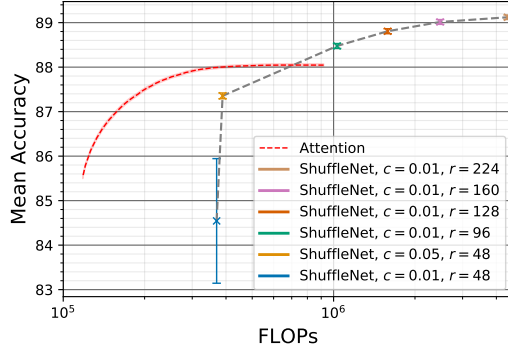 89
88
87
86
85
84
83
Mean Accuracy
Attention
ShuffleNet, c = 0.01, r = 224
ShuffleNet, c = 0.01, r = 160
ShuffleNet, c = 0.01, r = 128
ShuffleNet, c = 0.01, r = 96
ShuffleNet, c = 0.05, r = 48
ShuffleNet, c = 0.01, r = 48
10^5
10^6
FLOPs